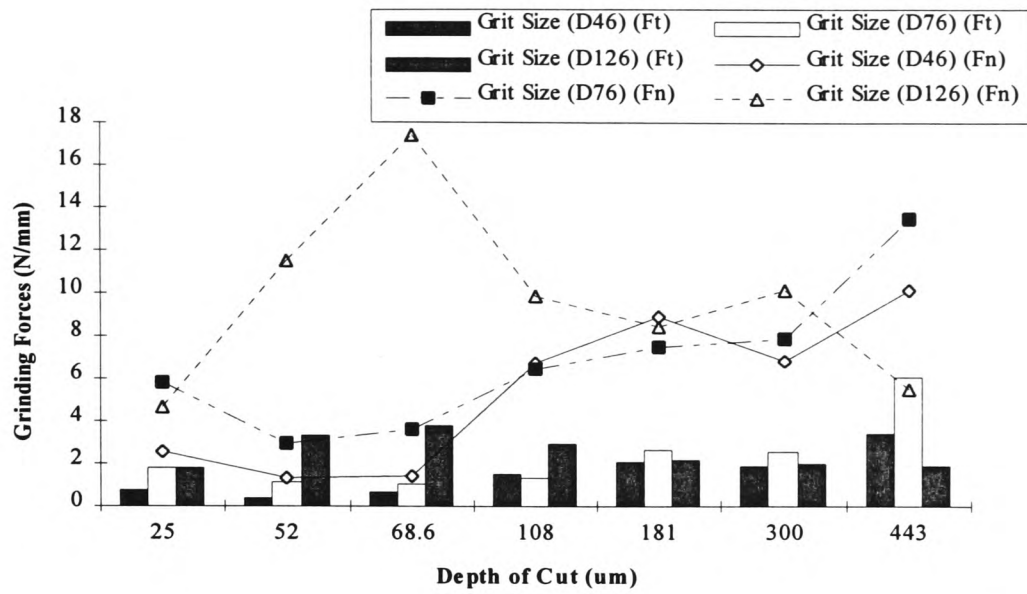 Grit Size (D46) (Ft)
Grit Size (D76) (Ft)
Grit Size (D126) (Ft)
Grit Size (D46) (Fn)
Grit Size (D76) (Fn)
Grit Size (D126) (Fn)
18
16
14
12
10
8
6
4
2
0
Grinding Forces (N/mm)
25 52 68.6 108 181 300 443
Depth of Cut (um)